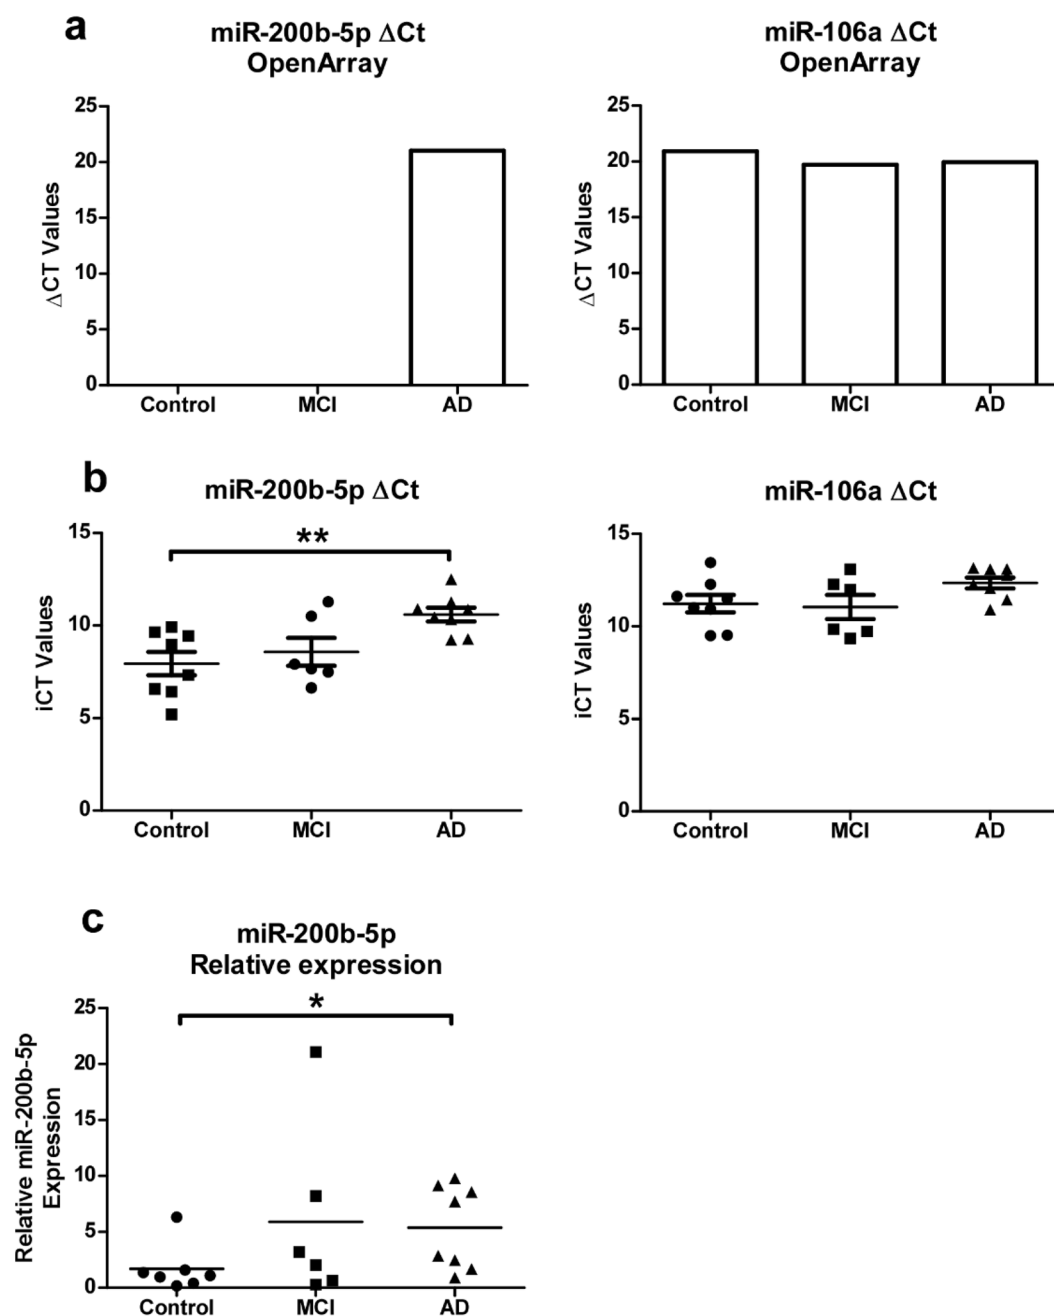 a
miR-200b-5p ΔCt
OpenArray
ΔCT Values
25
20
15
10
5
0
Control MCI AD
miR-106a ΔCt
OpenArray
ΔCT Values
25
20
15
10
5
0
Control MCI AD
b
miR-200b-5p ΔCt
iCT Values
15
10
5
0
**
Control MCI AD
miR-106a ΔCt
iCT Values
15
10
5
0
Control MCI AD
c
miR-200b-5p
Relative expression
Relative miR-200b-5p
Expression
25
20
15
10
5
0
*
Control MCI AD